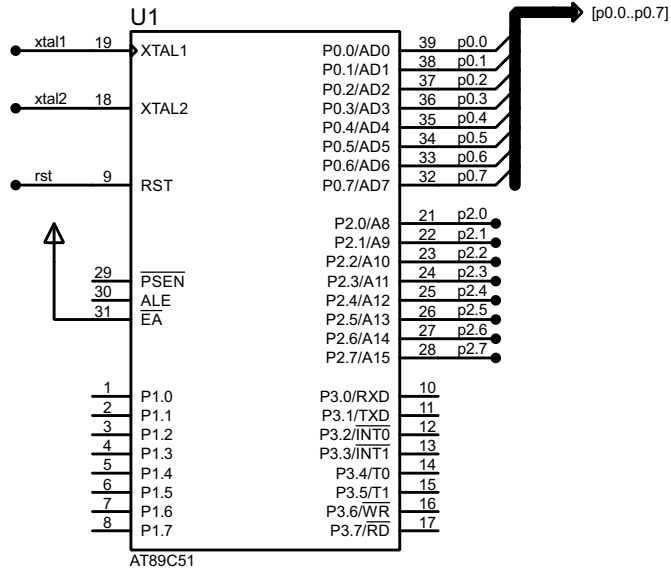 U1
xtal1 19 XTAL1
xtal2 18 XTAL2
rst 9 RST
29 PSEN
30 ALE
31 EA
1 P1.0
2 P1.1
3 P1.2
4 P1.3
5 P1.4
6 P1.5
7 P1.6
8 P1.7
P0.0/AD0 39 p0.0
P0.1/AD1 38 p0.1
P0.2/AD2 37 p0.2
P0.3/AD3 36 p0.3
P0.4/AD4 35 p0.4
P0.5/AD5 34 p0.5
P0.6/AD6 33 p0.6
P0.7/AD7 32 p0.7
[p0.0..p0.7]
P2.0/A8 21 p2.0
P2.1/A9 22 p2.1
P2.2/A10 23 p2.2
P2.3/A11 24 p2.3
P2.4/A12 25 p2.4
P2.5/A13 26 p2.5
P2.6/A14 27 p2.6
P2.7/A15 28 p2.7
P3.0/RXD 10
P3.1/TXD 11
P3.2/INT0 12
P3.3/INT1 13
P3.4/T0 14
P3.5/T1 15
P3.6/WR 16
P3.7/RD 17
AT89C51